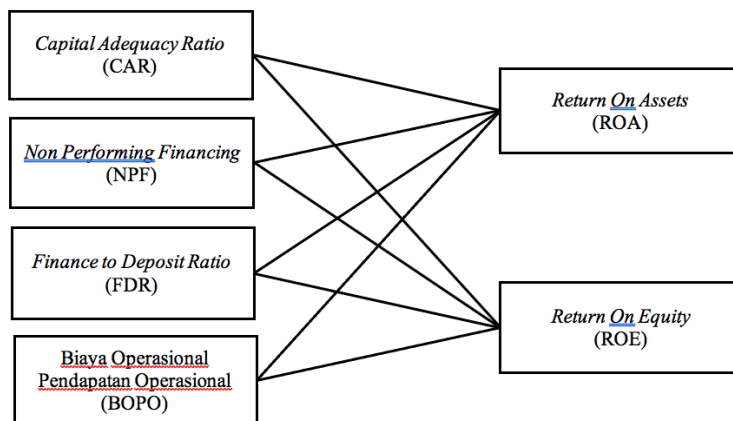 Capital Adequacy Ratio
(CAR)
Non Performing Financing
(NPF)
Finance to Deposit Ratio
(FDR)
Biaya Operasional
Pendapatan Operasional
(BOPO)
Return On Assets
(ROA)
Return On Equity
(ROE)